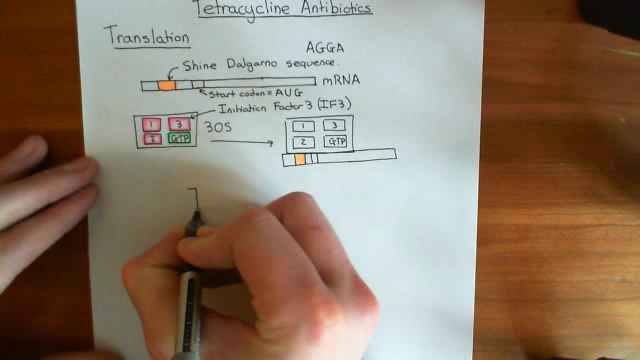 Tetracycline Antibiotics
Translation
AGGA
Shine Dalgarno sequence.
mRNA
Start codon = AUG
Initiation Factor 3 (IF3)
1 3
2 GTP
30S
1 3
2 GTP